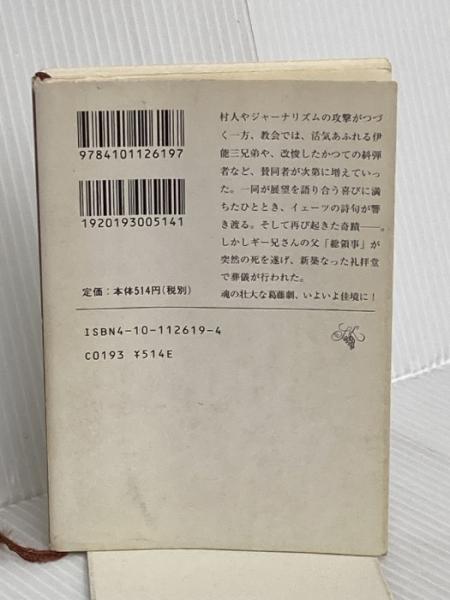 9784101126197
1920193005141
定価:本体514円(税別)
ISBN4-10-112619-4
C0193 ¥514E
村人やジャーナリズムの攻撃がつづ
く一方、教会では、活気あふれる伊
能三兄弟や、改悛したかつての糾弾
者など、賛同者が次第に増えていっ
た。一同が展望を語り合う喜びに満
ちたひととき、イェーツの詩句が響
き渡る。そして再び起きた奇蹟――。
しかしギー兄さんの父「総領事」が
突然の死を遂げ、新築なった礼拝堂
で葬儀が行われた。
魂の壮大な葛藤劇、いよいよ佳境に!